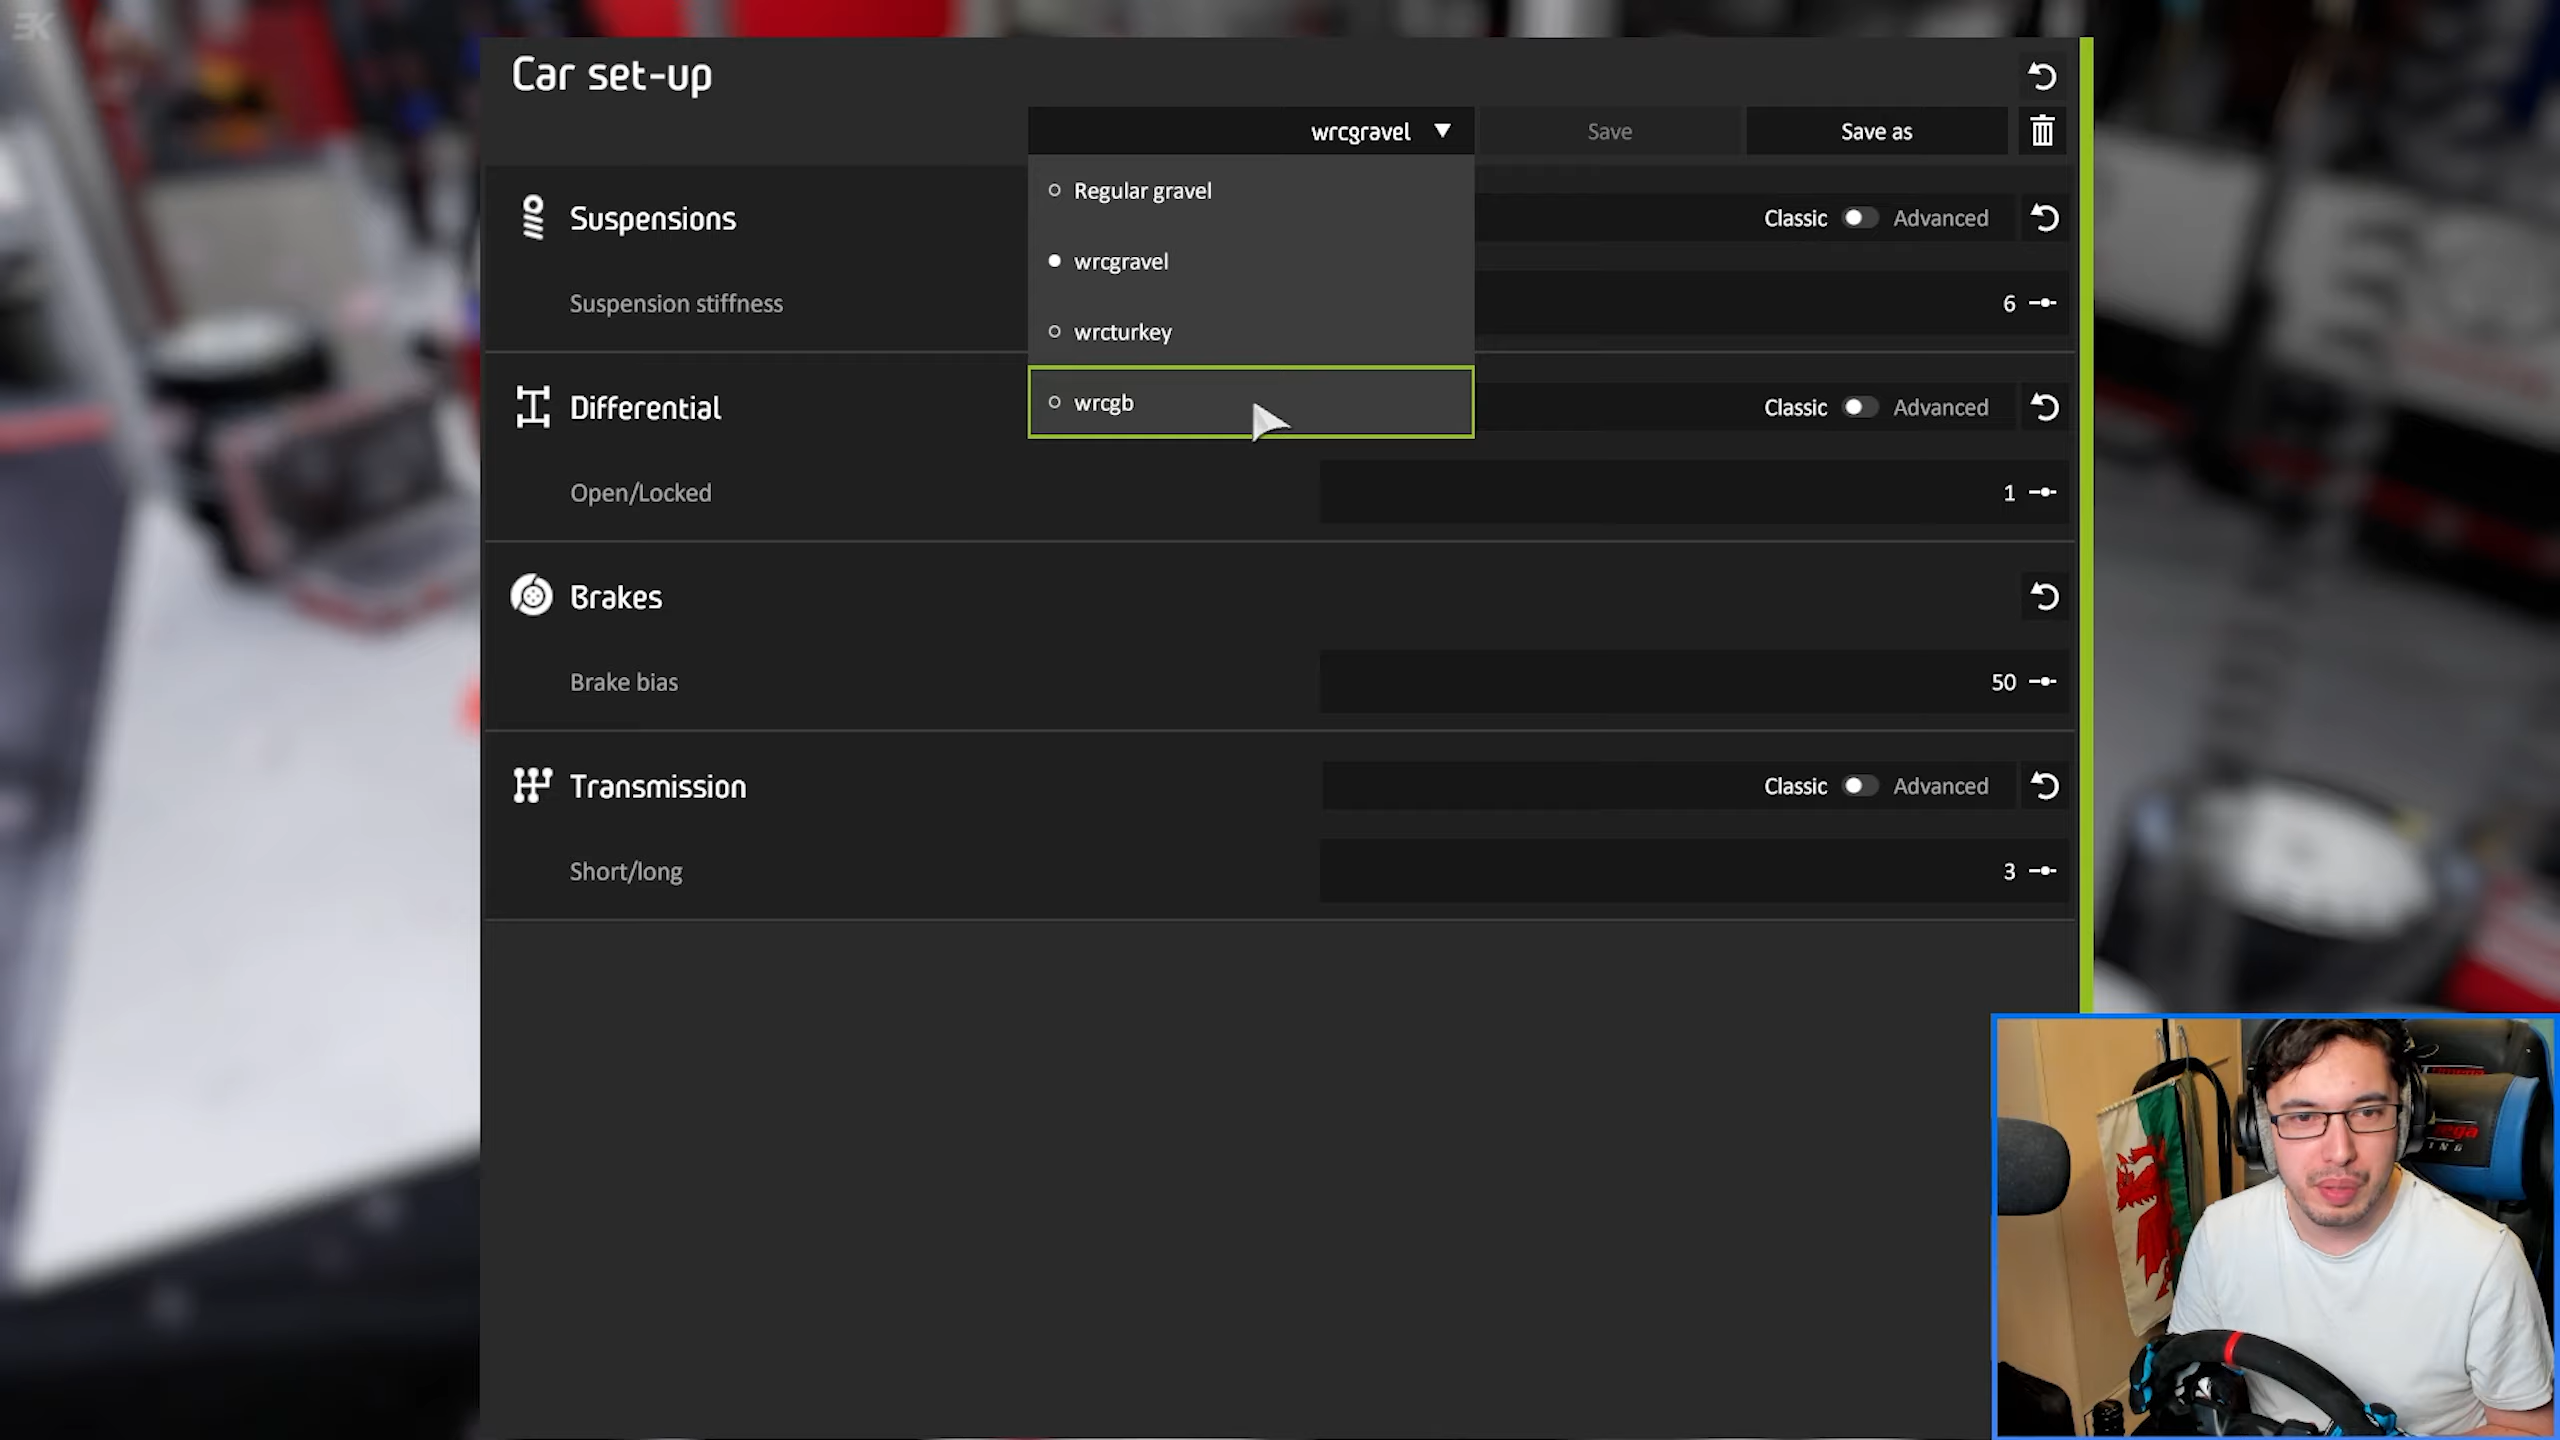 Car set-up
wrcgravel
Save
Save as
Regular gravel
wrcgravel
wrcturkey
wrcgb
Suspensions
Classic
Advanced
Suspension stiffness
6
Differential
Classic
Advanced
Open/Locked
1
Brakes
Brake bias
50
Transmission
Classic
Advanced
Short/long
3